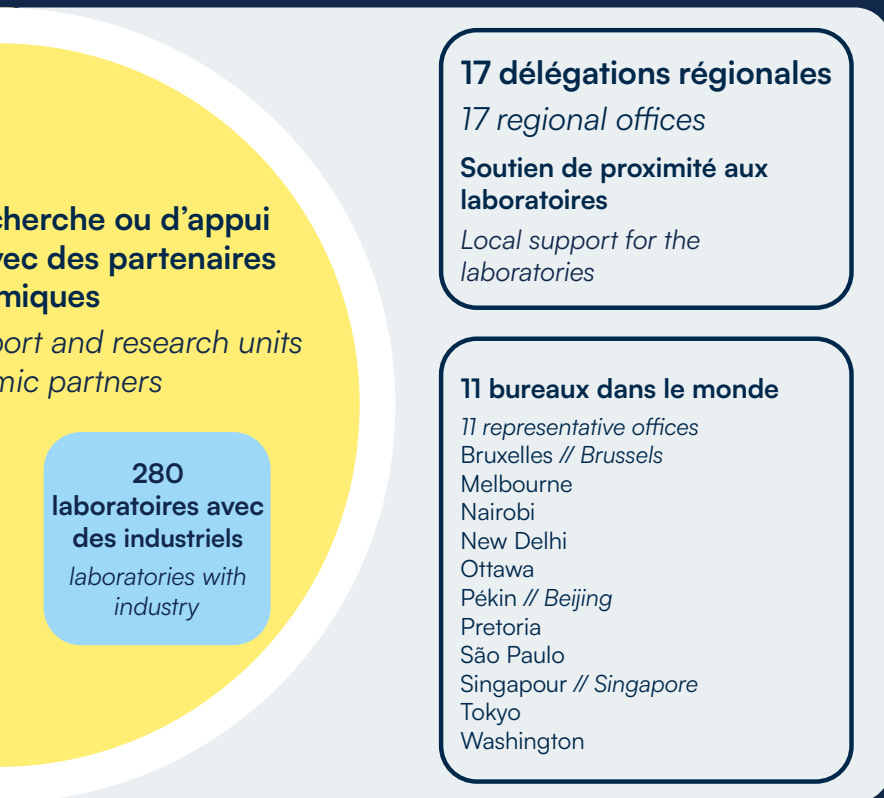 cherche ou d'appui
vec des partenaires
miques
port and research units
mic partners
280
laboratoires avec
des industriels
laboratories with
industry
17 délégations régionales
17 regional offices
Soutien de proximité aux
laboratoires
Local support for the
laboratories
11 bureaux dans le monde
11 representative offices
Bruxelles // Brussels
Melbourne
Nairobi
New Delhi
Ottawa
Pékin // Beijing
Pretoria
São Paulo
Singapour // Singapore
Tokyo
Washington